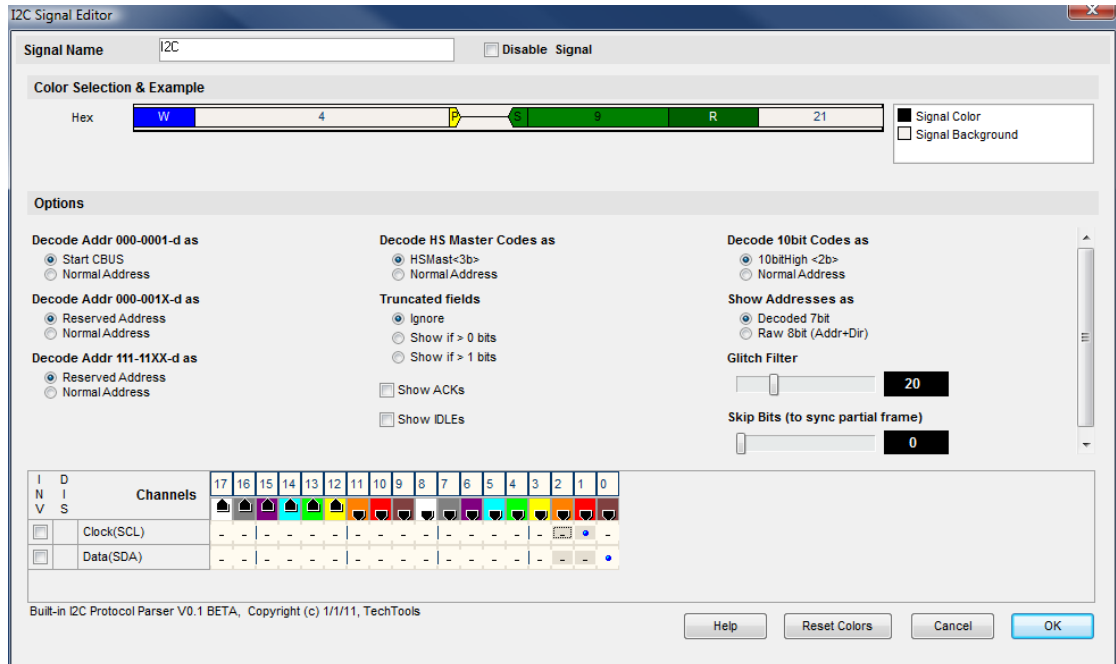 I2C Signal Editor
Signal Name I2C Disable Signal
Color Selection & Example
Hex W 4 P S 9 R 21
Signal Color
Signal Background
Options
Decode Addr 000-0001-d as
Start CBUS
Normal Address
Decode Addr 000-001X-d as
Reserved Address
Normal Address
Decode Addr 111-11XX-d as
Reserved Address
Normal Address
Decode HS Master Codes as
HSMast<3b>
Normal Address
Truncated fields
Ignore
Show if > 0 bits
Show if > 1 bits
Show ACKs
Show IDLEs
Decode 10bit Codes as
10bitHigh <2b>
Normal Address
Show Addresses as
Decoded 7bit
Raw 8bit (Addr+Dir)
Glitch Filter
20
Skip Bits (to sync partial frame)
0
INV DIS Channels 17 16 15 14 13 12 11 10 9 8 7 6 5 4 3 2 1 0
Clock(SCL) - - - - - - - - - - - - - - - - -
Data(SDA) - - - - - - - - - - - - - - - - -
Built-in I2C Protocol Parser V0.1 BETA, Copyright (c) 1/1/11, TechTools
Help Reset Colors Cancel OK